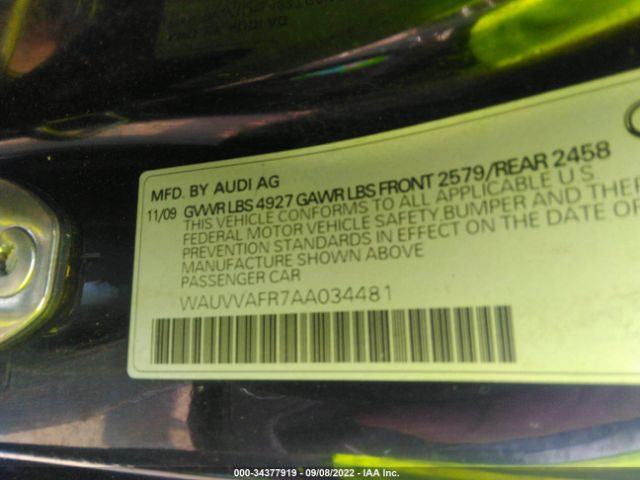 MFD. BY AUDI AG
11/09 GVWR LBS 4927 GAWR LBS FRONT 2579/REAR 2458
THIS VEHICLE CONFORMS TO ALL APPLICABLE U S
FEDERAL MOTOR VEHICLE SAFETY, BUMPER AND
PREVENTION STANDARDS IN EFFECT ON THE DATE OF
MANUFACTURE SHOWN ABOVE
PASSENGER CAR
WAUVVAFR7AA034481
000-34377919 - 09/08/2022 - IAA Inc.